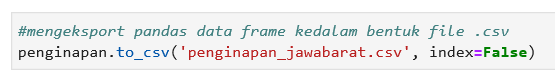 #mengeksport pandas data frame kedalam bentuk file .csv
penginapan.to_csv('penginapan_jawabarat.csv', index=False)